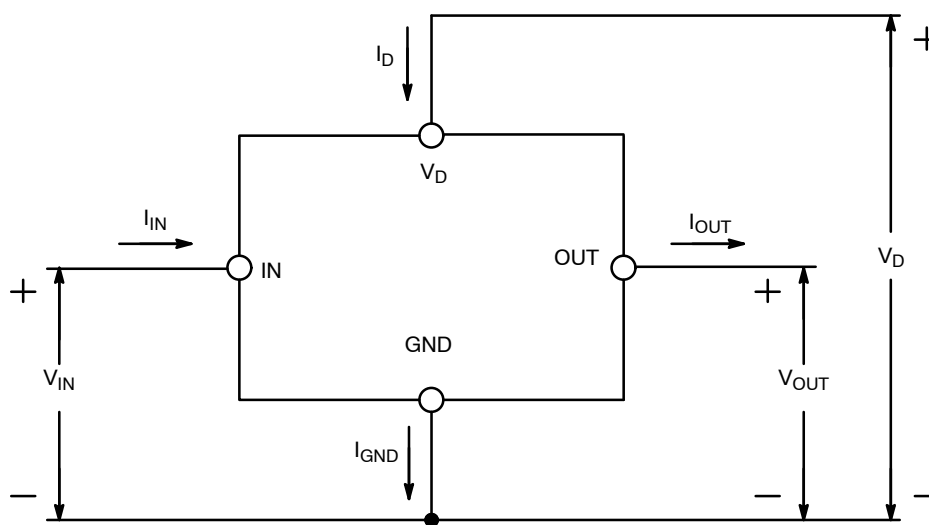 +
I_D
V_D
I_IN
I_OUT
IN
OUT
V_D
+
+
GND
V_IN
V_OUT
I_GND
−
−
−